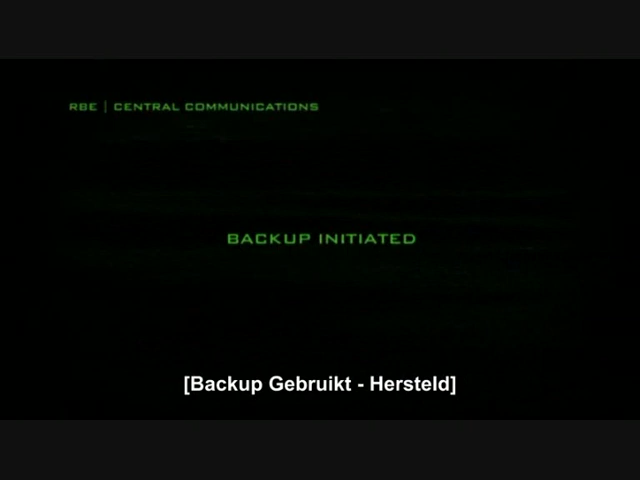 RBE | CENTRAL COMMUNICATIONS
BACKUP INITIATED
[Backup Gebruikt - Hersteld]